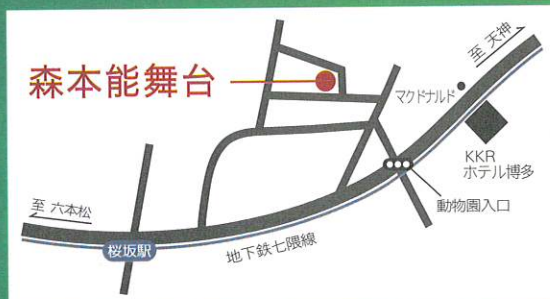 至 天神
森本能舞台
マクドナルド
KKR
ホテル博多
至 六本松
動物園入口
桜坂駅
地下鉄七隈線